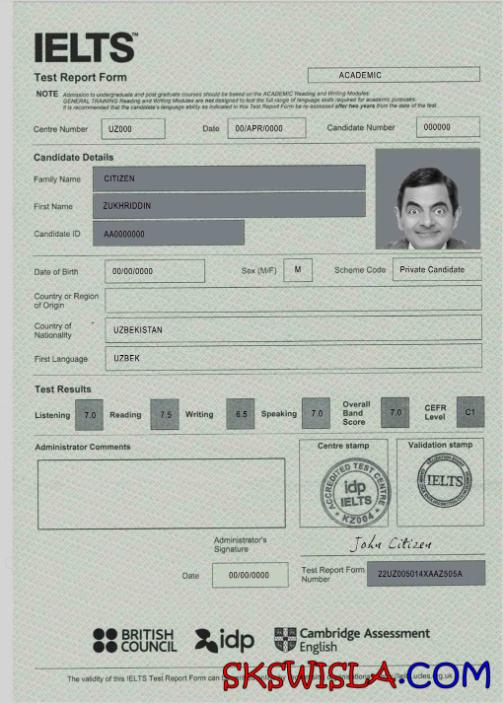 IELTS™
Test Report Form
ACADEMIC
NOTE Admission to undergraduate and post graduate courses should be based on the ACADEMIC Reading and Writing Modules.
GENERAL TRAINING Reading and Writing Modules are not designed to test the full range of language skills required for academic purposes.
It is recommended that the candidate's language ability as indicated in this Test Report Form be re-assessed after two years from the date of the test.
Centre Number UZ000 Date 00/APR/0000 Candidate Number 000000
Candidate Details
Family Name CITIZEN
First Name ZUKHRIDDIN
Candidate ID AA0000000
Date of Birth 00/00/0000 Sex (M/F) M Scheme Code Private Candidate
Country or Region
of Origin
Country of
Nationality UZBEKISTAN
First Language UZBEK
Test Results
Listening 7.0 Reading 7.5 Writing 6.5 Speaking 7.0 Overall Band Score 7.0 CEFR Level C1
Administrator Comments
Centre stamp
Validation stamp
ACCREDITED TEST CENTRE
idp
IELTS
KZ004
IELTS
Administrator's
Signature
John Citizen
Date 00/00/0000
Test Report Form
Number 22UZ005014XAAZ505A
BRITISH
COUNCIL
idp
Cambridge Assessment
English
The validity of this IELTS Test Report Form can
ucles.org.uk
SKSWISLA.COM